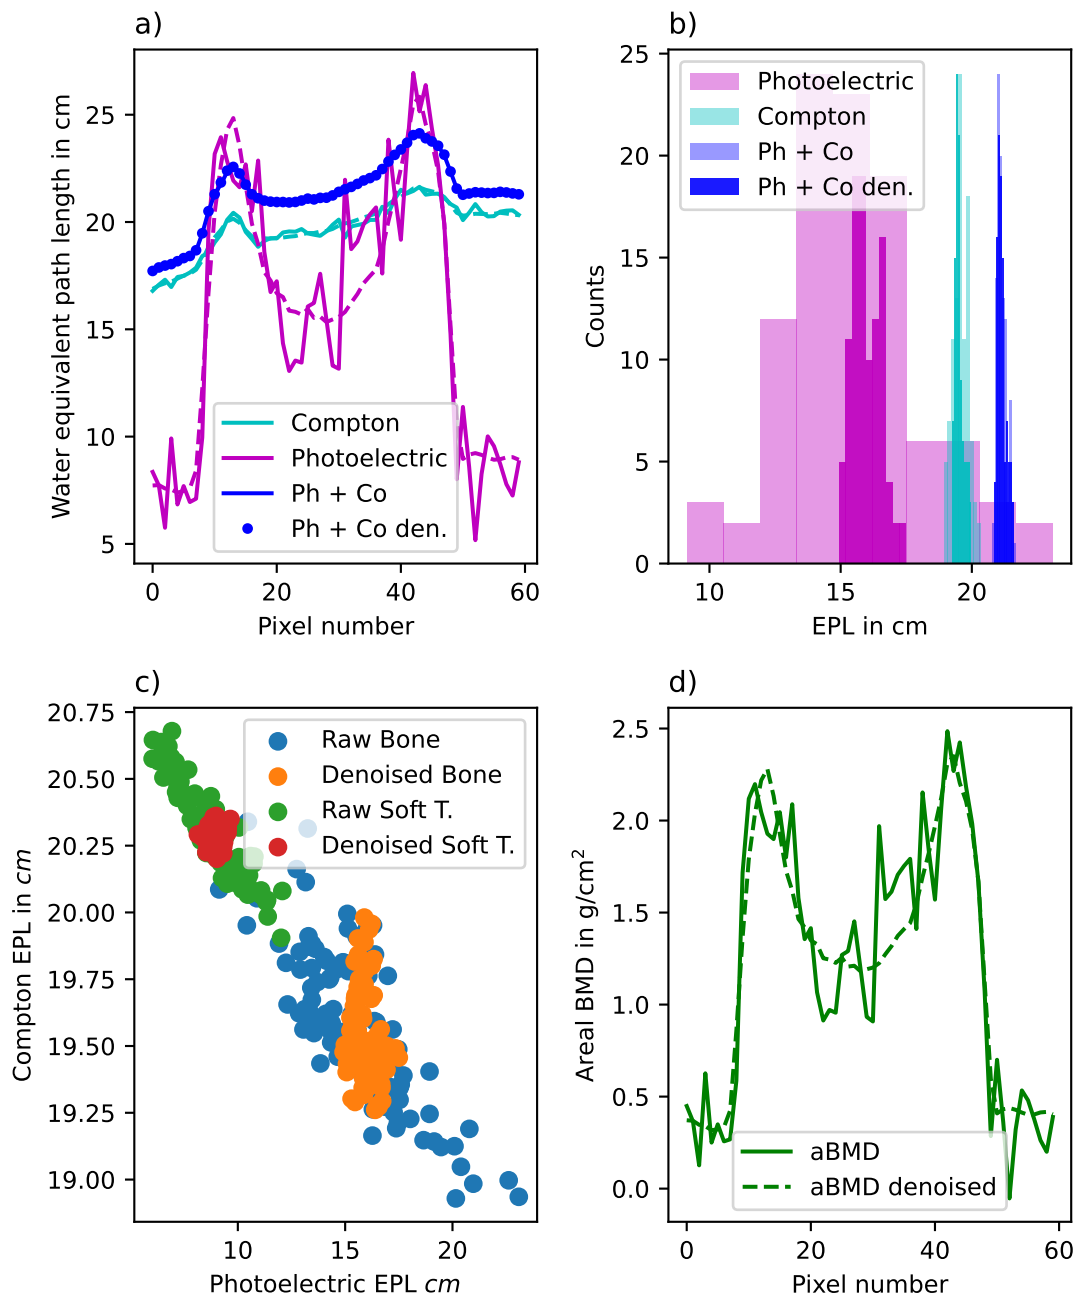 a)
25
20
15
10
5
Water equivalent path length in cm
Compton
Photoelectric
Ph + Co
Ph + Co den.
0
20
40
60
Pixel number
b)
25
20
15
10
5
0
Counts
Photoelectric
Compton
Ph + Co
Ph + Co den.
10
15
20
EPL in cm
c)
20.75
20.50
20.25
20.00
19.75
19.50
19.25
19.00
Compton EPL in cm
Raw Bone
Denoised Bone
Raw Soft T.
Denoised Soft T.
10
15
20
Photoelectric EPL cm
d)
2.5
2.0
1.5
1.0
0.5
0.0
Areal BMD in g/cm²
aBMD
aBMD denoised
0
20
40
60
Pixel number